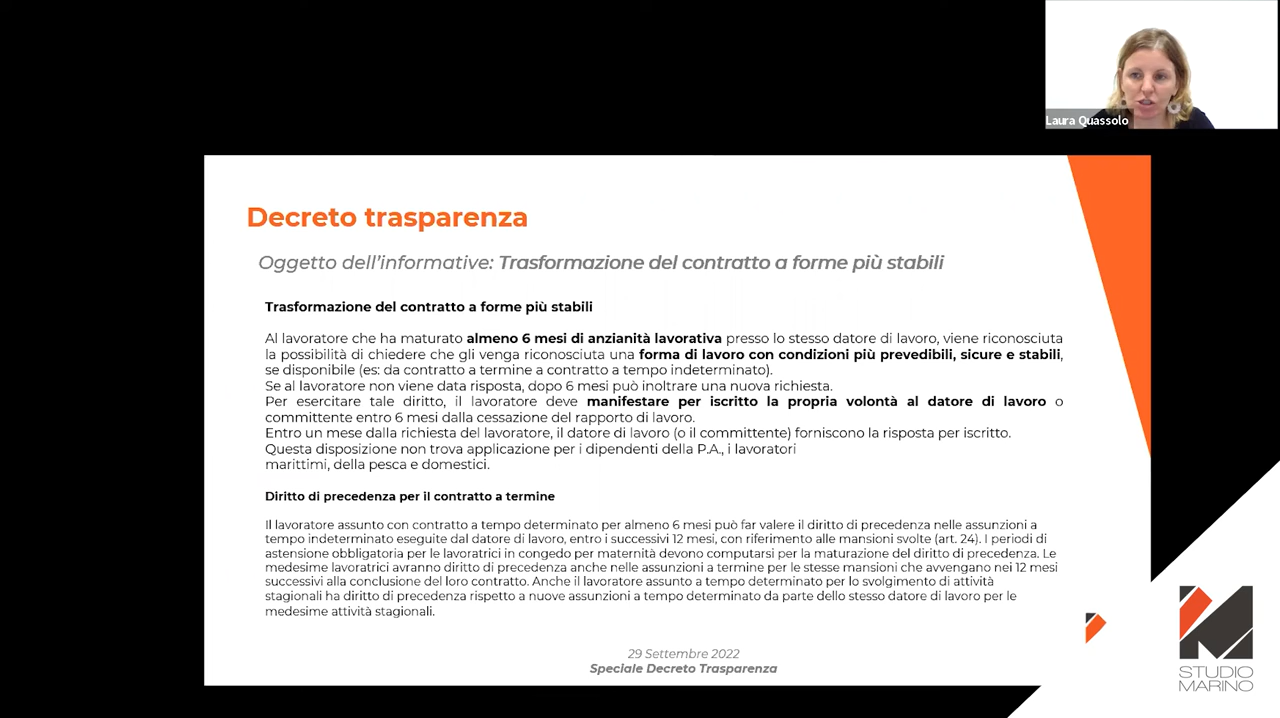 Laura Quassolo
Decreto trasparenza
Oggetto dell'informative: Trasformazione del contratto a forme più stabili
Trasformazione del contratto a forme più stabili
Al lavoratore che ha maturato almeno 6 mesi di anzianità lavorativa presso lo stesso datore di lavoro, viene riconosciuta
la possibilità di chiedere che gli venga riconosciuta una forma di lavoro con condizioni più prevedibili, sicure e stabili,
se disponibile (es: da contratto a termine a contratto a tempo indeterminato).
Se al lavoratore non viene data risposta, dopo 6 mesi può inoltrare una nuova richiesta.
Per esercitare tale diritto, il lavoratore deve manifestare per iscritto la propria volontà al datore di lavoro o
committente entro 6 mesi dalla cessazione del rapporto di lavoro.
Entro un mese dalla richiesta del lavoratore, il datore di lavoro (o il committente) forniscono la risposta per iscritto.
Questa disposizione non trova applicazione per i dipendenti della P.A., i lavoratori
marittimi, della pesca e domestici.
Diritto di precedenza per il contratto a termine
Il lavoratore assunto con contratto a tempo determinato per almeno 6 mesi può far valere il diritto di precedenza nelle assunzioni a
tempo indeterminato eseguite dal datore di lavoro, entro i successivi 12 mesi, con riferimento alle mansioni svolte (art. 24). I periodi di
astensione obbligatoria per le lavoratrici in congedo per maternità devono computarsi per la maturazione del diritto di precedenza. Le
medesime lavoratrici avranno diritto di precedenza anche nelle assunzioni a termine per le stesse mansioni che avvengano nei 12 mesi
successivi alla conclusione del loro contratto. Anche il lavoratore assunto a tempo determinato per lo svolgimento di attività
stagionali ha diritto di precedenza rispetto a nuove assunzioni a tempo determinato da parte dello stesso datore di lavoro per le
medesime attività stagionali.
29 Settembre 2022
Speciale Decreto Trasparenza
STUDIO
MARINO